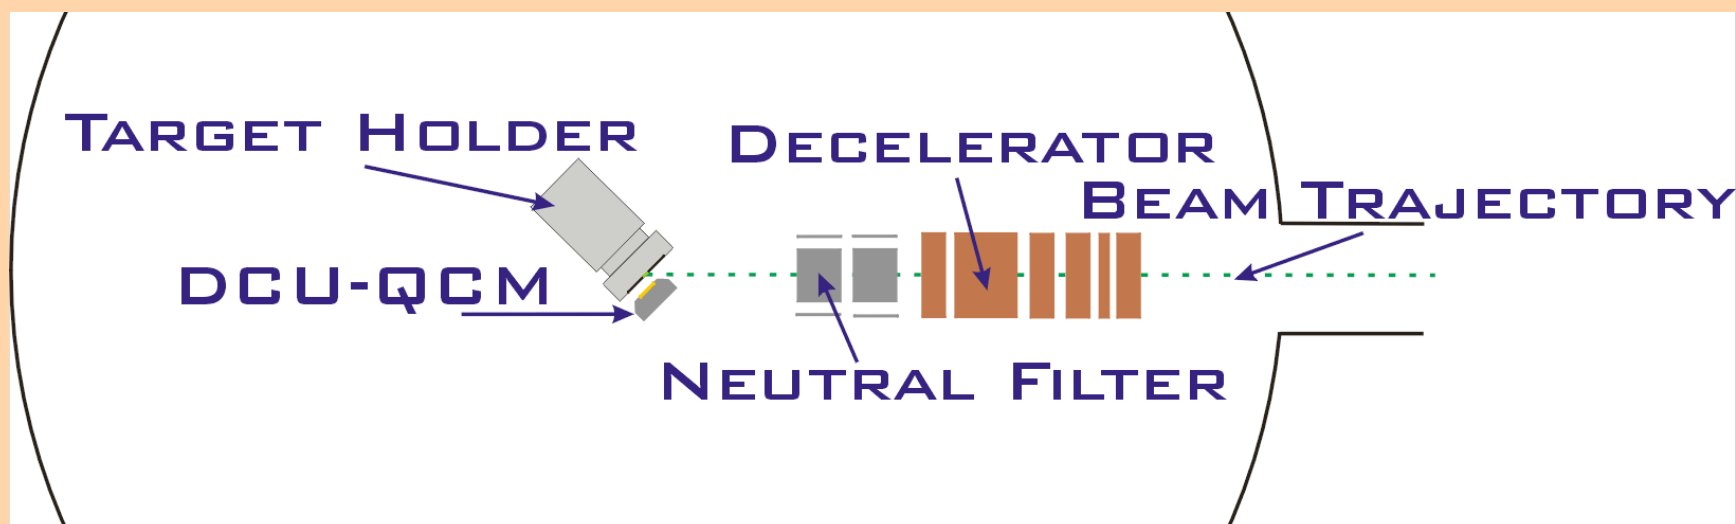 Target Holder
Decelerator
Beam Trajectory
DCU-QCM
Neutral Filter